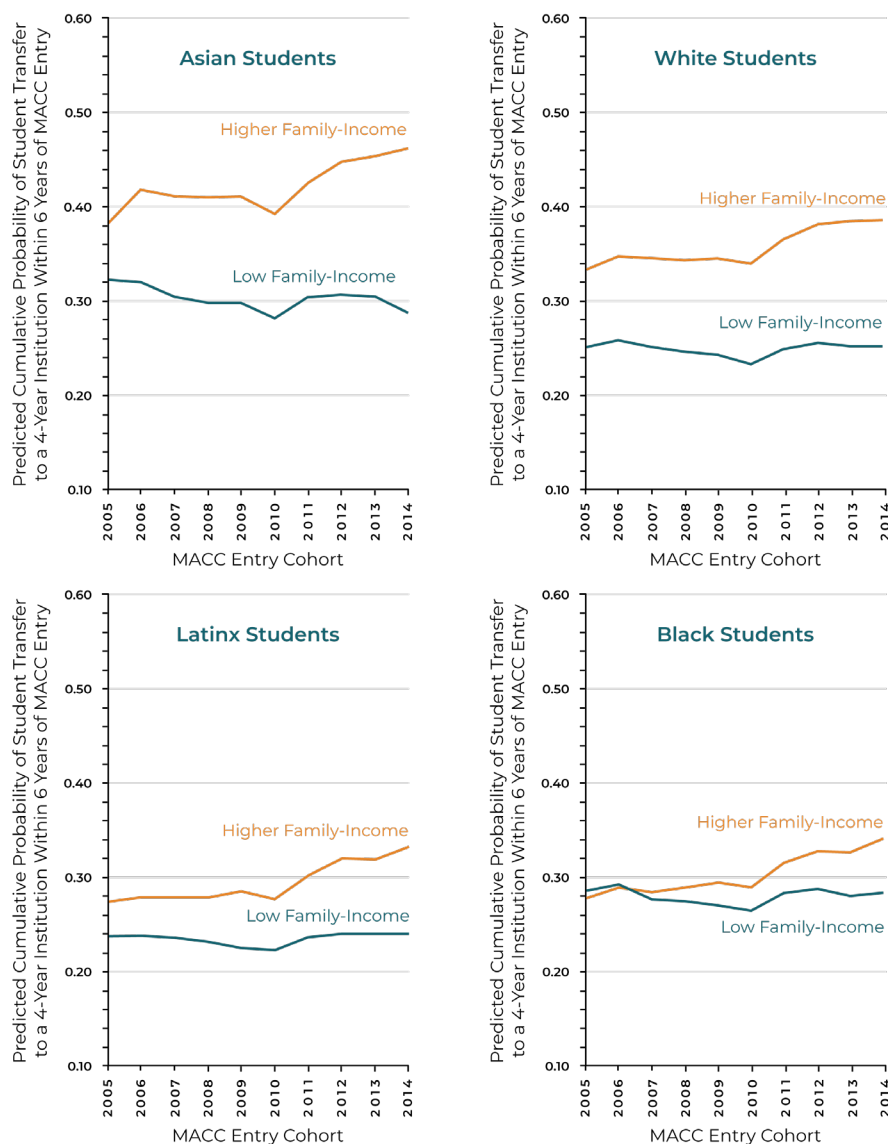 Predicted Cumulative Probability of Student Transfer
to a 4-Year Institution Within 6 Years of MACC Entry
0.60
0.50
0.40
0.30
0.20
0.10
Asian Students
Higher Family-Income
Low Family-Income
2005
2006
2007
2008
2009
2010
2011
2012
2013
2014
MACC Entry Cohort
Predicted Cumulative Probability of Student Transfer
to a 4-Year Institution Within 6 Years of MACC Entry
0.60
0.50
0.40
0.30
0.20
0.10
White Students
Higher Family-Income
Low Family-Income
2005
2006
2007
2008
2009
2010
2011
2012
2013
2014
MACC Entry Cohort
Predicted Cumulative Probability of Student Transfer
to a 4-Year Institution Within 6 Years of MACC Entry
0.60
0.50
0.40
0.30
0.20
0.10
Latinx Students
Higher Family-Income
Low Family-Income
2005
2006
2007
2008
2009
2010
2011
2012
2013
2014
MACC Entry Cohort
Predicted Cumulative Probability of Student Transfer
to a 4-Year Institution Within 6 Years of MACC Entry
0.60
0.50
0.40
0.30
0.20
0.10
Black Students
Higher Family-Income
Low Family-Income
2005
2006
2007
2008
2009
2010
2011
2012
2013
2014
MACC Entry Cohort